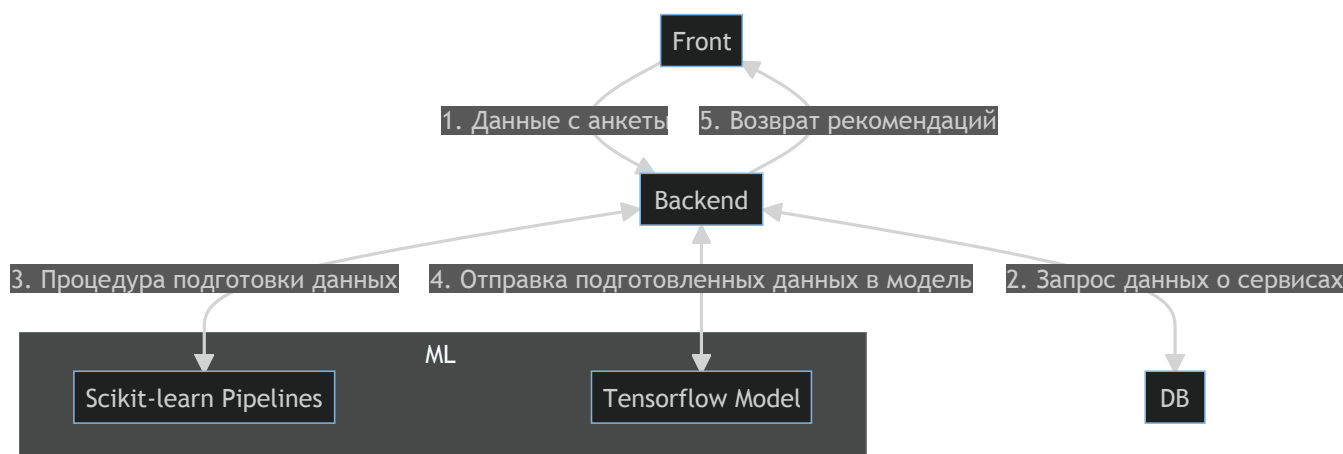 Front
1. Данные с анкеты
5. Возврат рекомендаций
Backend
3. Процедура подготовки данных
4. Отправка подготовленных данных в модель
2. Запрос данных о сервисах
ML
Scikit-learn Pipelines
Tensorflow Model
DB